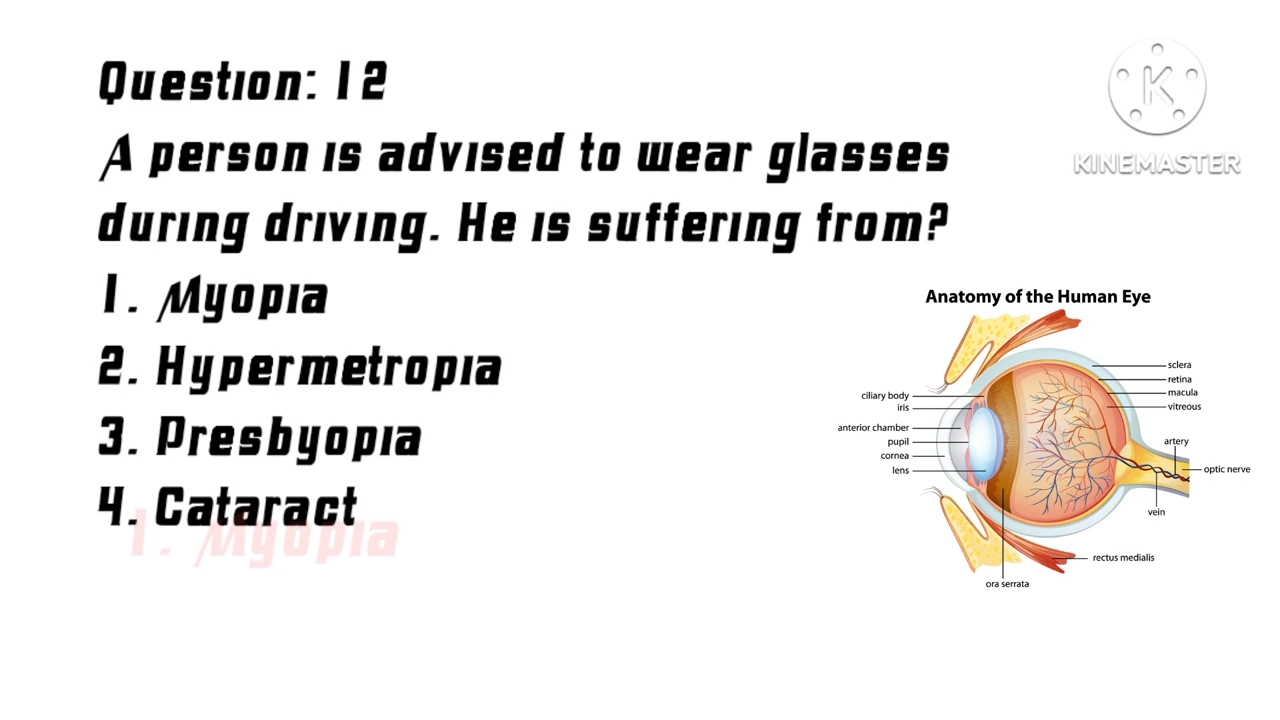 Question: 12
A person is advised to wear glasses
during driving. He is suffering from?
1. Myopia
2. Hypermetropia
3. Presbyopia
4. Cataract
1. Myopia
K
KINEMASTER
Anatomy of the Human Eye
sclera
retina
macula
vitreous
artery
optic nerve
vein
rectus medialis
ora serrata
ciliary body
iris
anterior chamber
pupil
cornea
lens